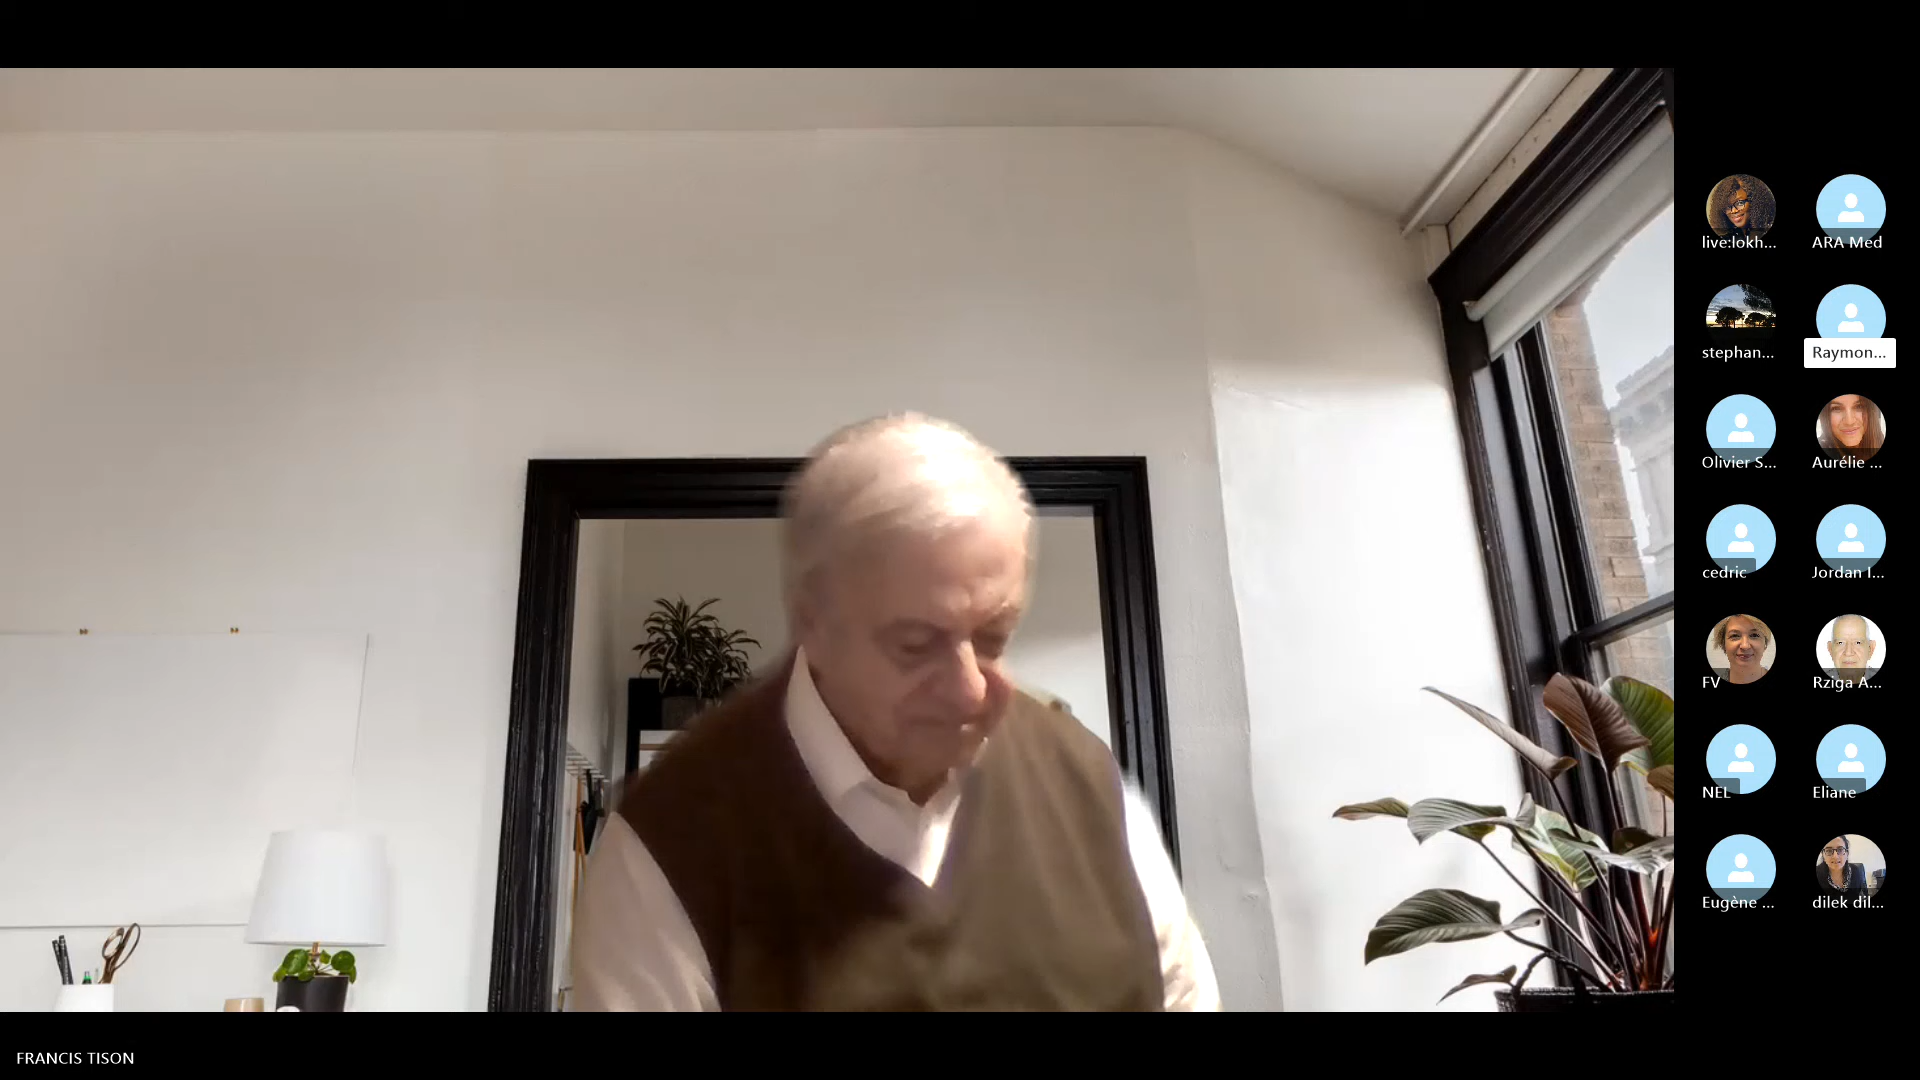 live:lokh...
ARA Med
stephan...
Raymon...
Olivier S...
Aurélie ...
cedric
Jordan I...
FV
Rziga A...
NEL
Eliane
Eugène ...
dilek dil...
FRANCIS TISON